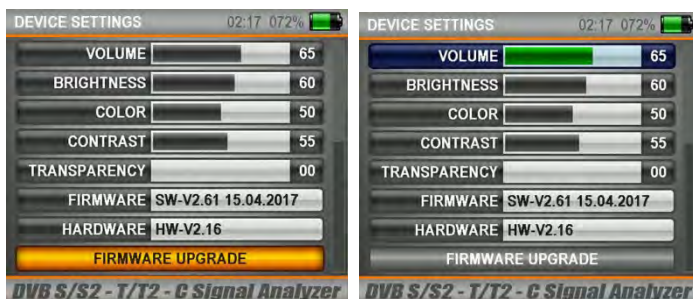 DEVICE SETTINGS 02:17 072%
VOLUME 65
BRIGHTNESS 60
COLOR 50
CONTRAST 55
TRANSPARENCY 00
FIRMWARE SW-V2.61 15.04.2017
HARDWARE HW-V2.16
FIRMWARE UPGRADE
DVB S/S2 - T/T2 - C Signal Analyzer
DEVICE SETTINGS 02:17 072%
VOLUME 65
BRIGHTNESS 60
COLOR 50
CONTRAST 55
TRANSPARENCY 00
FIRMWARE SW-V2.61 15.04.2017
HARDWARE HW-V2.16
FIRMWARE UPGRADE
DVB S/S2 - T/T2 - C Signal Analyzer